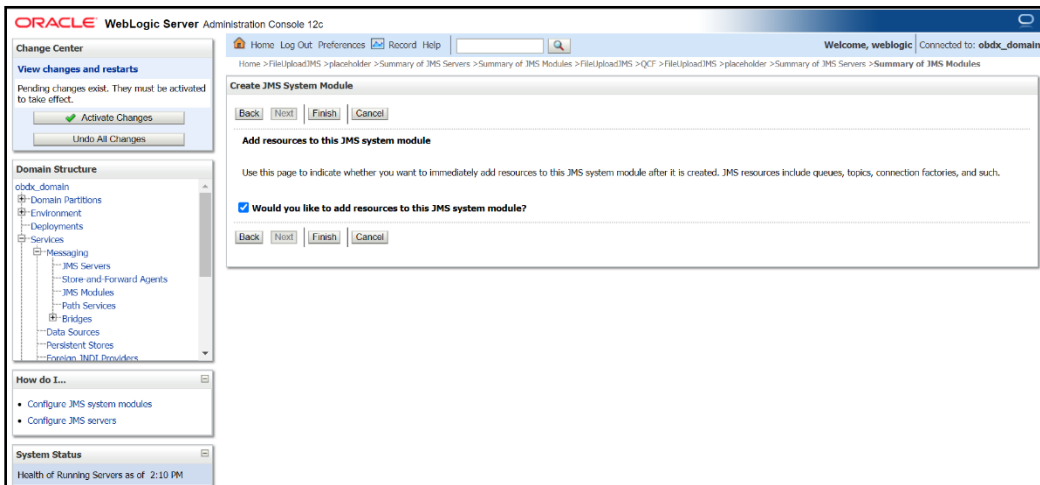 ORACLE WebLogic Server Administration Console 12c
Change Center
View changes and restarts
Pending changes exist. They must be activated
to take effect.
Activate Changes
Undo All Changes
Domain Structure
obdx_domain
Domain Partitions
Environment
Deployments
Services
Messaging
JMS Servers
Store-and-Forward Agents
JMS Modules
Path Services
Bridges
Data Sources
Persistent Stores
Foreign JNDI Providers
How do I...
Configure JMS system modules
Configure JMS servers
System Status
Health of Running Servers as of 2:10 PM
Home Log Out Preferences Record Help
Welcome, weblogic Connected to: obdx_domain
Home >FileUploadJMS >placeholder >Summary of JMS Servers >Summary of JMS Modules >FileUploadJMS >QCF >FileUploadJMS >placeholder >Summary of JMS Servers >Summary of JMS Modules
Create JMS System Module
Back Next Finish Cancel
Add resources to this JMS system module
Use this page to indicate whether you want to immediately add resources to this JMS system module after it is created. JMS resources include queues, topics, connection factories, and such.
Would you like to add resources to this JMS system module?
Back Next Finish Cancel